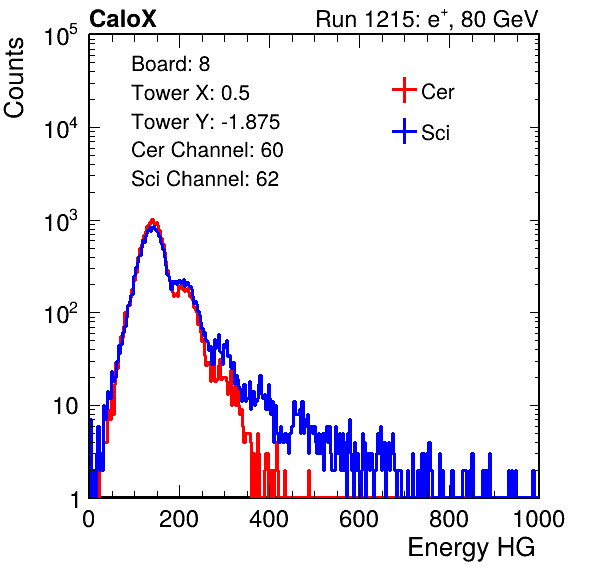 CaloX Run 1215: e⁺, 80 GeV
Counts
Board: 8
Tower X: 0.5
Tower Y: -1.875
Cer Channel: 60
Sci Channel: 62
Cer
Sci
10⁵
10⁴
10³
10²
10
1
0 200 400 600 800 1000
Energy HG